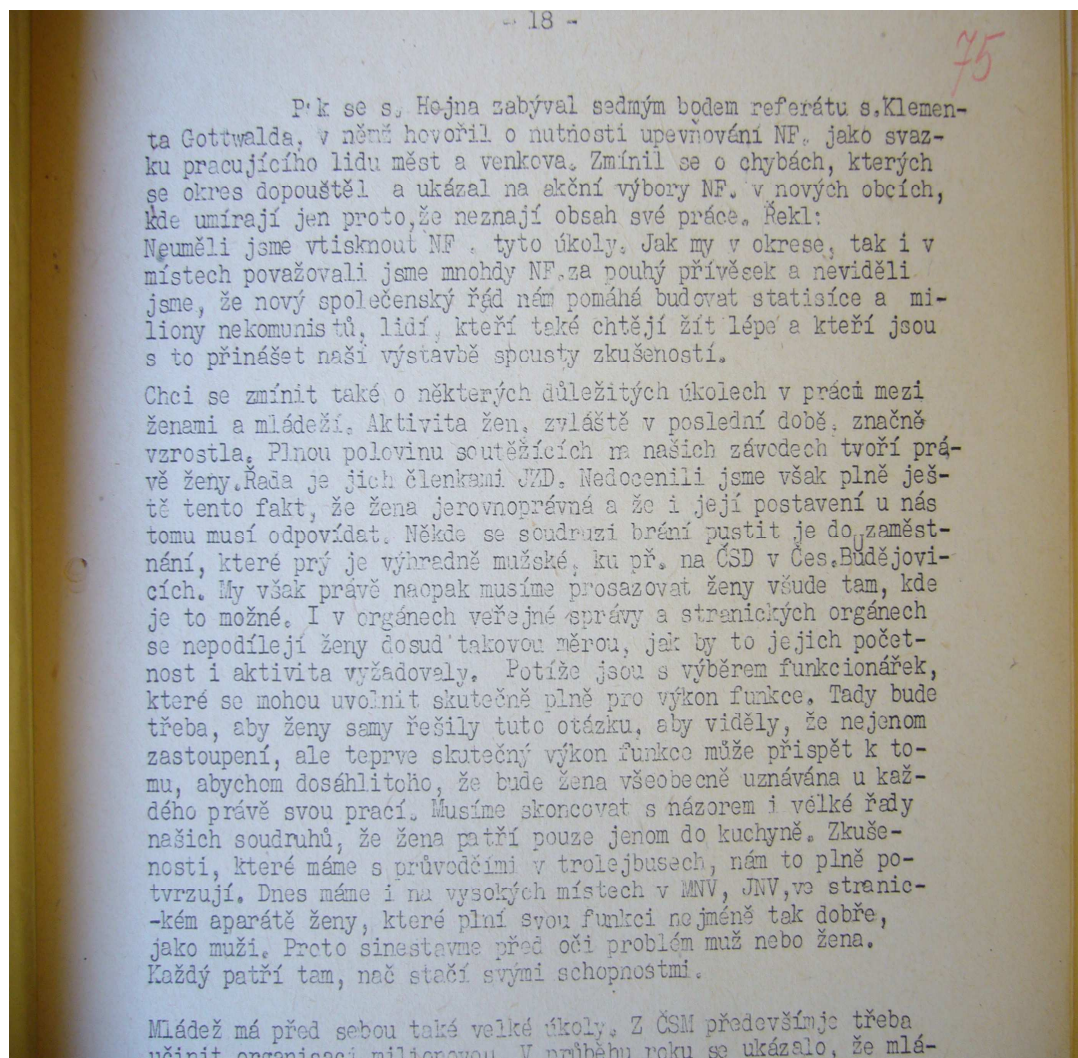 - 18 -
75
P k se s. Hejna zabýval sedmým bodem referátu s.Klemen-
ta Gottwalda, v němž hovořil o nutnosti upevňování NF. jako svaz-
ku pracujícího lidu měst a venkova. Zmínil se o chybách, kterých
se okres dopouštěl a ukázal na akční výbory NF. v nových obcích,
kde umírají jen proto,že neznají obsah své práce. Řekl:
Neuměli jsme vtisknout NF . tyto úkoly. Jak my v okrese, tak i v
místech považovali jsme mnohdy NF.za pouhý přívěsek a neviděli
jsme, že nový společenský řád nám pomáhá budovat statisíce a mi-
liony nekomunistů, lidí, kteří také chtějí žít lépe a kteří jsou
s to přinášet naší výstavbě spousty zkušeností.
Chci se zmínit také o některých důležitých úkolech v práci mezi
ženami a mládeží. Aktivita žen, zvláště v poslední době, značně
vzrostla. Plnou polovinu soutěžících na našich závodech tvoří prá-
vě ženy.Řada je jich členkami JZD. Nedocenili jsme však plně ješ-
tě tento fakt, že žena jerovnoprávná a že i její postavení u nás
tomu musí odpovídat. Někde se soudruzi brání pustit je do zaměst-
nání, které prý je výhradně mužské, ku př. na ČSD v Čes.Budějovi-
cích. My však právě naopak musíme prosazovat ženy všude tam, kde
je to možné. I v orgánech veřejné správy a stranických orgánech
se nepodílejí ženy dosud takovou měrou, jak by to jejich počet-
nost i aktivita vyžadovaly. Potíže jsou s výběrem funkcionářek,
které se mohou uvolnit skutečně plně pro výkon funkce. Tady bude
třeba, aby ženy samy řešily tuto otázku, aby viděly, že nejenom
zastoupení, ale teprve skutečný výkon funkce může přispět k to-
mu, abychom dosáhlitoho, že bude žena všeobecně uznávána u kaž-
dého právě svou prací. Musíme skoncovat s názorem i velké řady
našich soudruhů, že žena patří pouze jenom do kuchyně. Zkuše-
nosti, které máme s průvodčími v trolejbusech, nám to plně po-
tvrzují. Dnes máme i na vysokých místech v MNV, JNV,ve stranic-
-kém aparátě ženy, které plní svou funkci nejméně tak dobře,
jako muži. Proto sinestavme před oči problém muž nebo žena.
Každý patří tam, nač stačí svými schopnostmi.
Mládež má před sebou také velké úkoly. Z ČSM předevšímje třeba
učinit organisaci milionovou. V průběhu roku se ukázalo, že mlá-